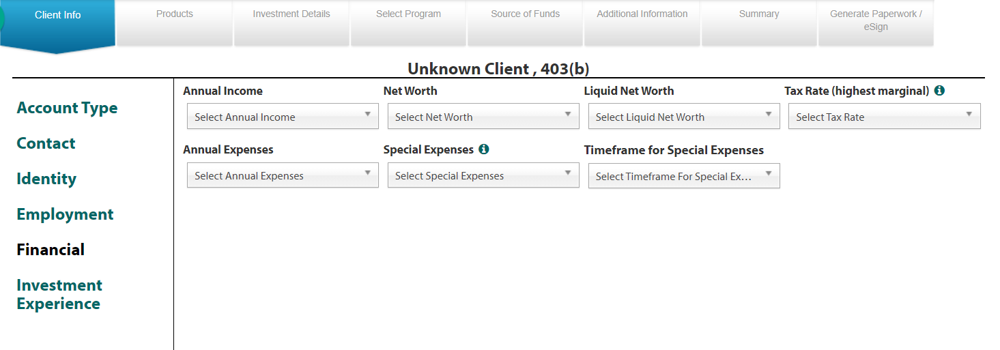 Client Info
Products
Investment Details
Select Program
Source of Funds
Additional Information
Summary
Generate Paperwork /
eSign
Unknown Client , 403(b)
Account Type
Contact
Identity
Employment
Financial
Investment
Experience
Annual Income
Net Worth
Liquid Net Worth
Tax Rate (highest marginal)
Select Annual Income
Select Net Worth
Select Liquid Net Worth
Select Tax Rate
Annual Expenses
Special Expenses
Timeframe for Special Expenses
Select Annual Expenses
Select Special Expenses
Select Timeframe For Special Ex...